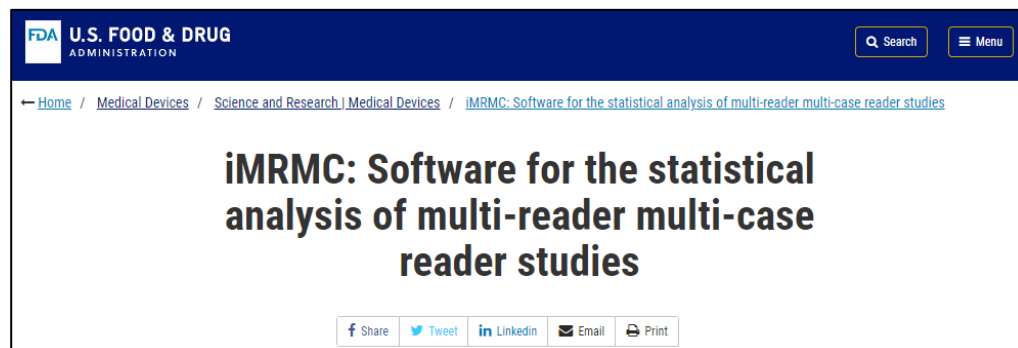 FDA U.S. FOOD & DRUG
ADMINISTRATION
Search Menu
Home / Medical Devices / Science and Research | Medical Devices / iMRMC: Software for the statistical analysis of multi-reader multi-case reader studies
iMRMC: Software for the statistical
analysis of multi-reader multi-case
reader studies
Share Tweet Linkedin Email Print